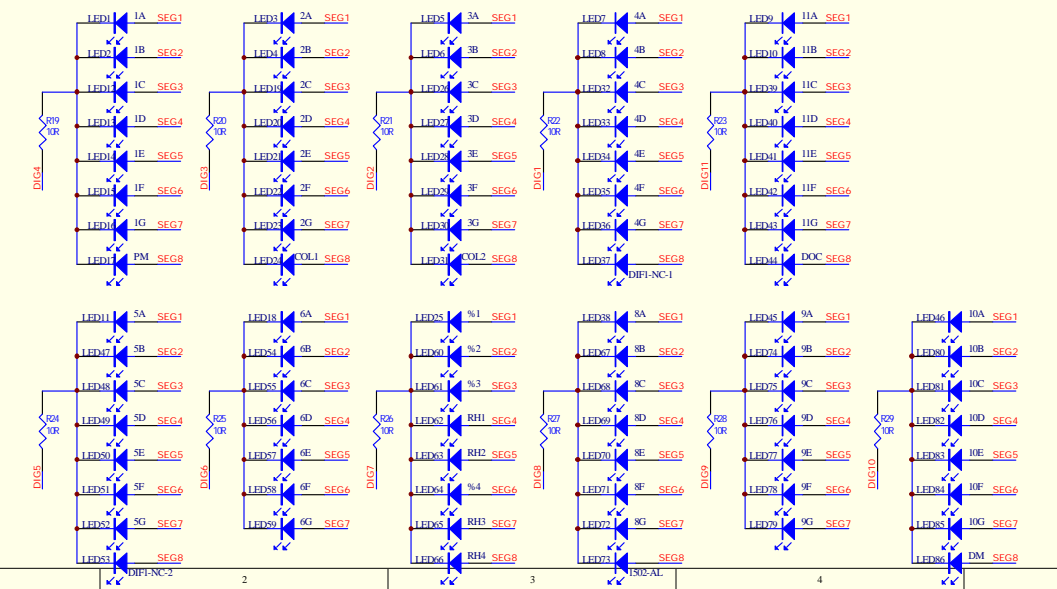 LED1 1A SEG1
LED2 1B SEG2
LED12 1C SEG3
R19
10R
LED13 1D SEG4
LED14 1E SEG5
DIG4
LED15 1F SEG6
LED16 1G SEG7
LED17 PM SEG8
LED3 2A SEG1
LED4 2B SEG2
LED19 2C SEG3
R20
10R
LED20 2D SEG4
LED21 2E SEG5
DIG3
LED22 2F SEG6
LED23 2G SEG7
LED24 COL1 SEG8
LED5 3A SEG1
LED6 3B SEG2
LED26 3C SEG3
R21
10R
LED27 3D SEG4
LED28 3E SEG5
DIG2
LED29 3F SEG6
LED30 3G SEG7
LED31 COL2 SEG8
LED7 4A SEG1
LED8 4B SEG2
LED32 4C SEG3
R22
10R
LED33 4D SEG4
LED34 4E SEG5
DIG1
LED35 4F SEG6
LED36 4G SEG7
LED37 SEG8
DIF1-NC-1
LED9 11A SEG1
LED10 11B SEG2
LED39 11C SEG3
R23
10R
LED40 11D SEG4
LED41 11E SEG5
DIG11
LED42 11F SEG6
LED43 11G SEG7
LED44 DOC SEG8
LED11 5A SEG1
LED47 5B SEG2
LED48 5C SEG3
R24
10R
LED49 5D SEG4
LED50 5E SEG5
DIG5
LED51 5F SEG6
LED52 5G SEG7
LED53 SEG8
DIF1-NC-2
LED18 6A SEG1
LED54 6B SEG2
LED55 6C SEG3
R25
10R
LED56 6D SEG4
LED57 6E SEG5
DIG6
LED58 6F SEG6
LED59 6G SEG7
LED25 %1 SEG1
LED60 %2 SEG2
LED61 %3 SEG3
R26
10R
LED62 RH1 SEG4
LED63 RH2 SEG5
DIG7
LED64 %4 SEG6
LED65 RH3 SEG7
LED66 RH4 SEG8
LED38 8A SEG1
LED67 8B SEG2
LED68 8C SEG3
R27
10R
LED69 8D SEG4
LED70 8E SEG5
DIG8
LED71 8F SEG6
LED72 8G SEG7
LED73 SEG8
1502-AL
LED45 9A SEG1
LED74 9B SEG2
LED75 9C SEG3
R28
10R
LED76 9D SEG4
LED77 9E SEG5
DIG9
LED78 9F SEG6
LED79 9G SEG7
LED46 10A SEG1
LED80 10B SEG2
LED81 10C SEG3
R29
10R
LED82 10D SEG4
LED83 10E SEG5
DIG10
LED84 10F SEG6
LED85 10G SEG7
LED86 DM SEG8
2 3 4